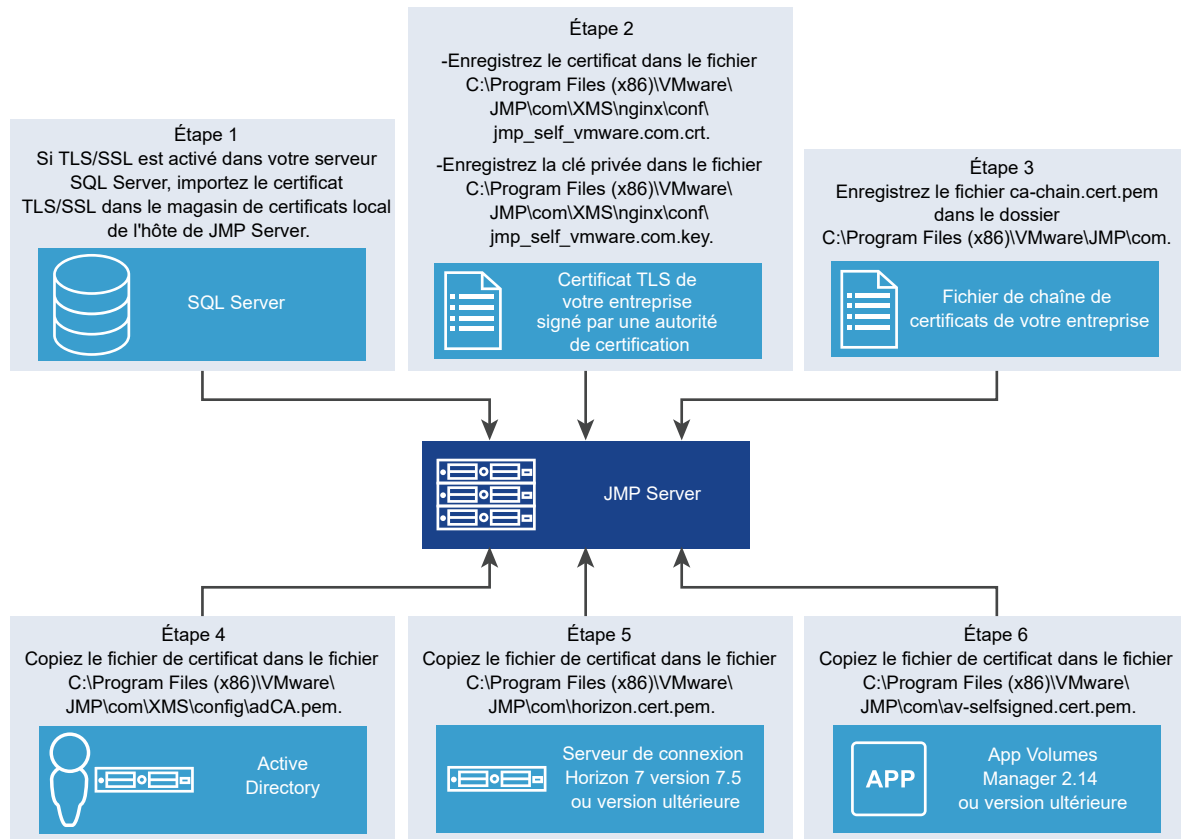 Étape 1
Si TLS/SSL est activé dans votre serveur
SQL Server, importez le certificat
TLS/SSL dans le magasin de certificats local
de l'hôte de JMP Server.
SQL Server
Étape 2
-Enregistrez le certificat dans le fichier
C:\Program Files (x86)\VMware\
JMP\com\XMS\nginx\conf\
jmp_self_vmware.com.crt.
-Enregistrez la clé privée dans le fichier
C:\Program Files (x86)\VMware\
JMP\com\XMS\nginx\conf\
jmp_self_vmware.com.key.
Certificat TLS de
votre entreprise
signé par une autorité
de certification
Étape 3
Enregistrez le fichier ca-chain.cert.pem
dans le dossier
C:\Program Files (x86)\VMware\JMP\com.
Fichier de chaîne de
certificats de votre entreprise
JMP Server
Étape 4
Copiez le fichier de certificat dans le fichier
C:\Program Files (x86)\VMware\
JMP\com\XMS\config\adCA.pem.
Active
Directory
Étape 5
Copiez le fichier de certificat dans le fichier
C:\Program Files (x86)\VMware\
JMP\com\horizon.cert.pem.
Serveur de connexion
Horizon 7 version 7.5
ou version ultérieure
Étape 6
Copiez le fichier de certificat dans le fichier
C:\Program Files (x86)\VMware\
JMP\com\av-selfsigned.cert.pem.
APP
App Volumes
Manager 2.14
ou version ultérieure